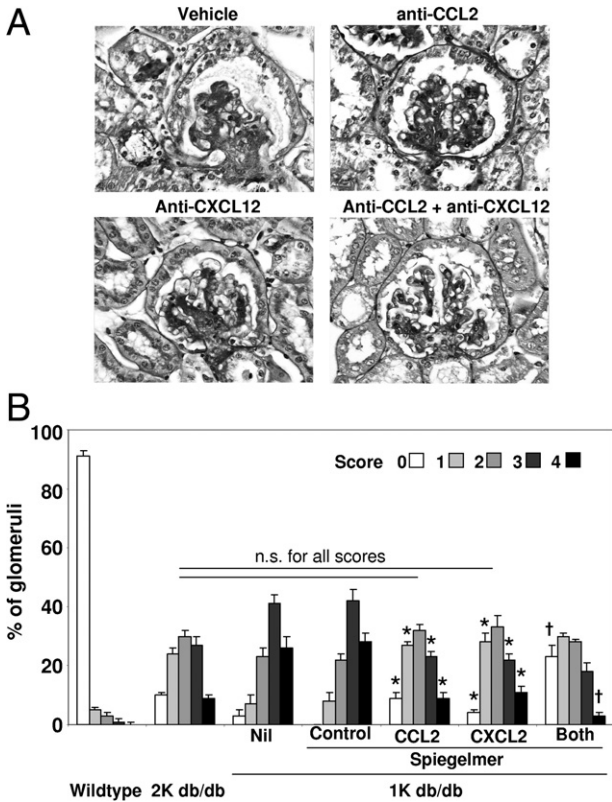 A
Vehicle anti-CCL2
Anti-CXCL12 Anti-CCL2 + anti-CXCL12
B
% of glomeruli
100
80
60
40
20
0
Score 0 1 2 3 4
n.s. for all scores
* * * * * * † †
Nil Control CCL2 CXCL2 Both
Spiegelmer
Wildtype 2K db/db 1K db/db